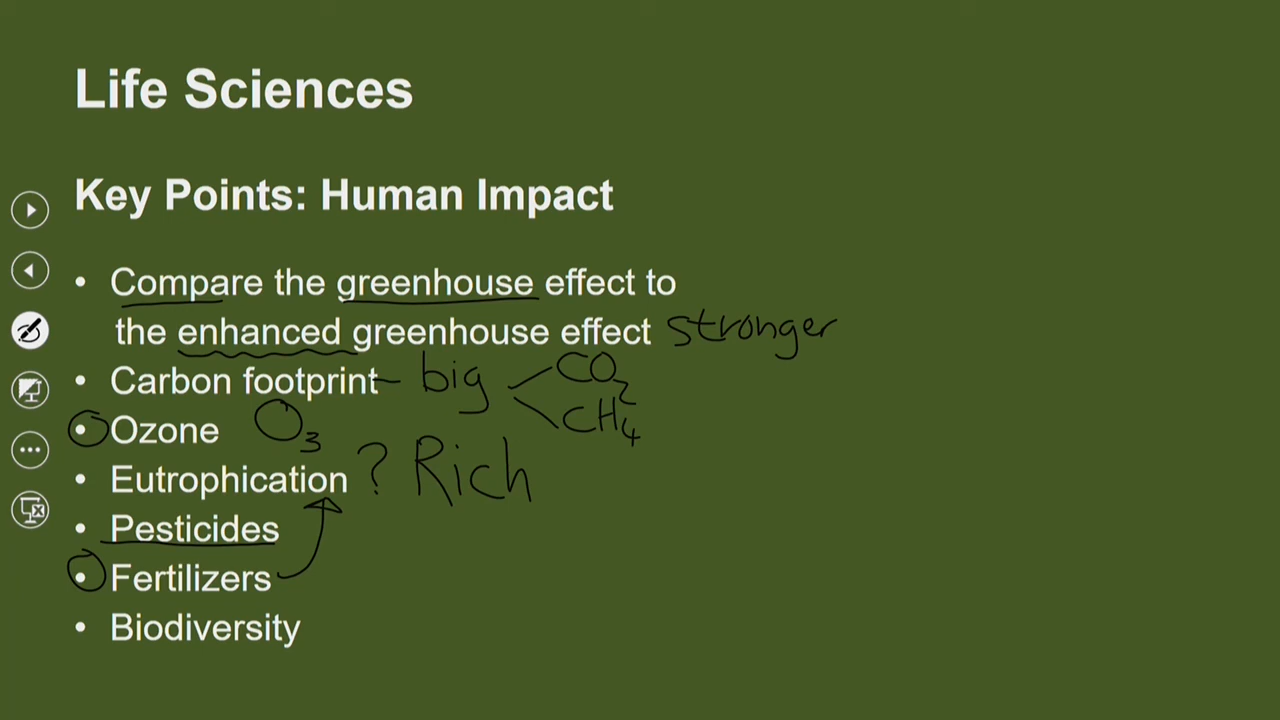 Life Sciences
Key Points: Human Impact
• Compare the greenhouse effect to
the enhanced greenhouse effect stronger
• Carbon footprint - big CO2
CH4
• Ozone O3
• Eutrophication ? Rich
• Pesticides
• Fertilizers
• Biodiversity